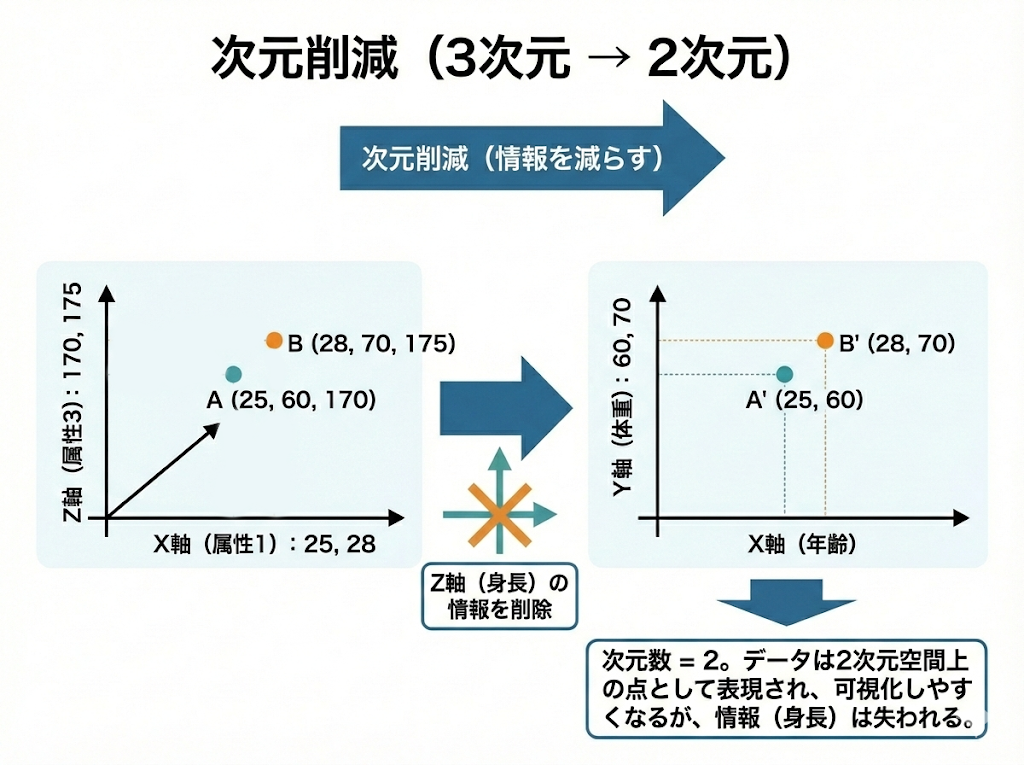 次元削減（3次元 → 2次元）
次元削減（情報を減らす）
Z軸（属性3）: 170, 175
B (28, 70, 175)
A (25, 60, 170)
X軸（属性1）: 25, 28
Z軸（身長）の
情報を削除
Y軸（体重）: 60, 70
B' (28, 70)
A' (25, 60)
X軸（年齢）
次元数 = 2。データは2次元空間上
の点として表現され、可視化しやす
くなるが、情報（身長）は失われる。